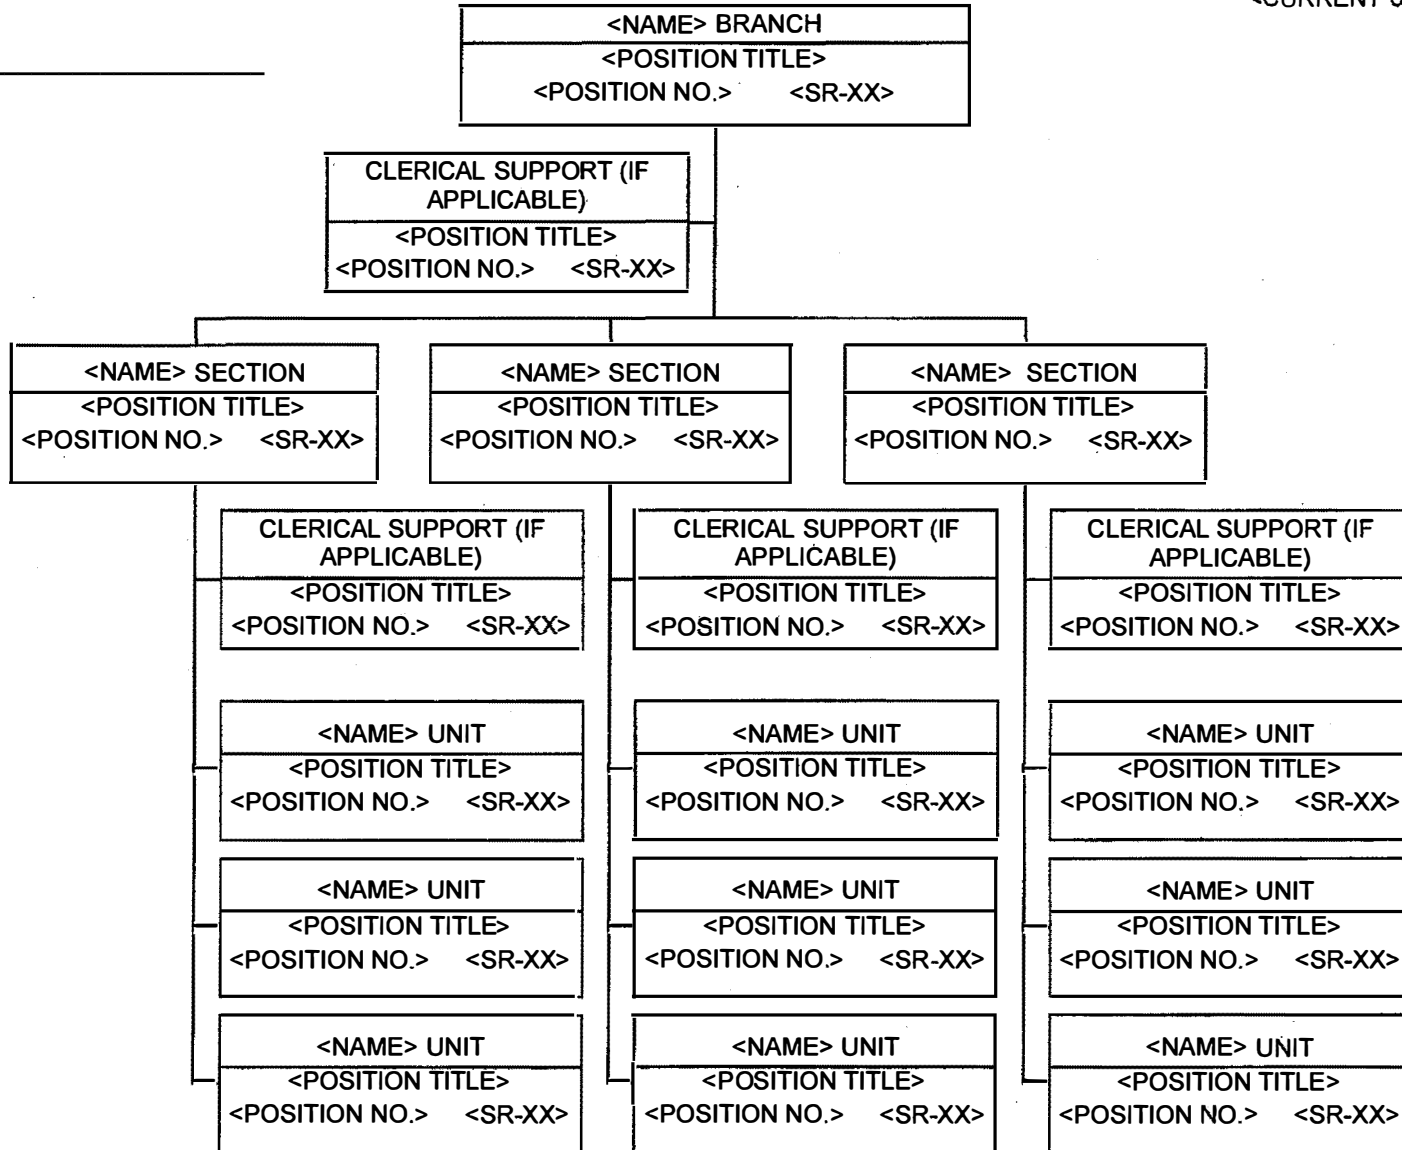 <CURRENT
<NAME> BRANCH
<POSITION TITLE>
<POSITION NO.> <SR-XX>
CLERICAL SUPPORT (IF
APPLICABLE)
<POSITION TITLE>
<POSITION NO.> <SR-XX>
<NAME> SECTION
<POSITION TITLE>
<POSITION NO.> <SR-XX>
<NAME> SECTION
<POSITION TITLE>
<POSITION NO.> <SR-XX>
<NAME> SECTION
<POSITION TITLE>
<POSITION NO.> <SR-XX>
CLERICAL SUPPORT (IF
APPLICABLE)
<POSITION TITLE>
<POSITION NO.> <SR-XX>
CLERICAL SUPPORT (IF
APPLICABLE)
<POSITION TITLE>
<POSITION NO.> <SR-XX>
CLERICAL SUPPORT (IF
APPLICABLE)
<POSITION TITLE>
<POSITION NO.> <SR-XX>
<NAME> UNIT
<POSITION TITLE>
<POSITION NO.> <SR-XX>
<NAME> UNIT
<POSITION TITLE>
<POSITION NO.> <SR-XX>
<NAME> UNIT
<POSITION TITLE>
<POSITION NO.> <SR-XX>
<NAME> UNIT
<POSITION TITLE>
<POSITION NO.> <SR-XX>
<NAME> UNIT
<POSITION TITLE>
<POSITION NO.> <SR-XX>
<NAME> UNIT
<POSITION TITLE>
<POSITION NO.> <SR-XX>
<NAME> UNIT
<POSITION TITLE>
<POSITION NO.> <SR-XX>
<NAME> UNIT
<POSITION TITLE>
<POSITION NO.> <SR-XX>
<NAME> UNIT
<POSITION TITLE>
<POSITION NO.> <SR-XX>